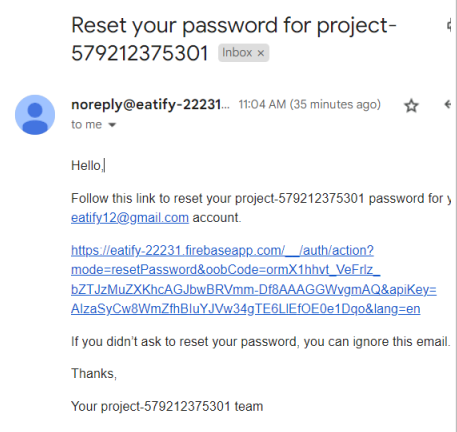 Reset your password for project-
579212375301 Inbox ×
noreply@eatify-22231... 11:04 AM (35 minutes ago)
to me
Hello,
Follow this link to reset your project-579212375301 password for y
eatify12@gmail.com account.
https://eatify-22231.firebaseapp.com/__/auth/action?
mode=resetPassword&oobCode=ormX1hhvt_VeFrlz_
bZTJzMuZXKhcAGJbwBRVmm-Df8AAAGGWvgmAQ&apiKey=
AIzaSyCw8WmZfhBIuYJVw34gTE6LlEfOE0e1Dqo&lang=en
If you didn’t ask to reset your password, you can ignore this email.
Thanks,
Your project-579212375301 team